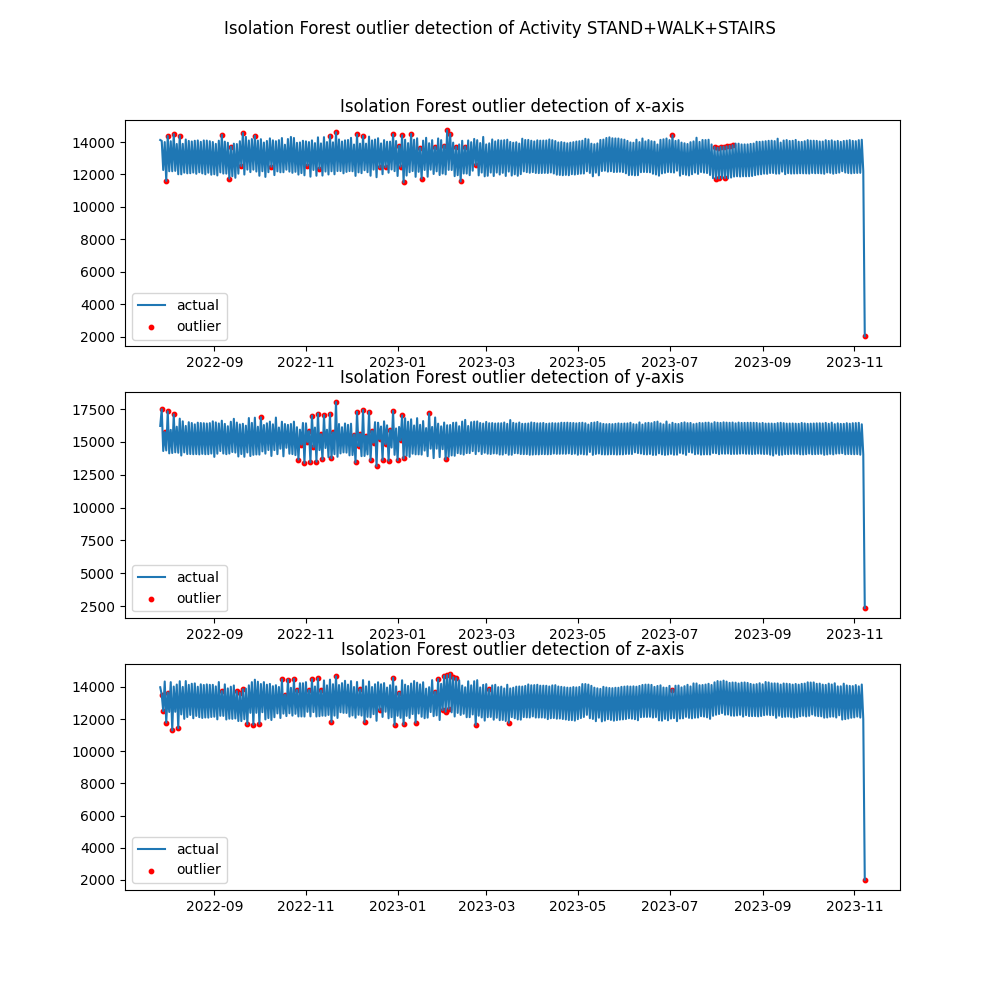 Isolation Forest outlier detection of Activity STAND+WALK+STAIRS
Isolation Forest outlier detection of x-axis
14000
12000
10000
8000
6000
4000
2000
actual
outlier
2022-09 2022-11 2023-01 2023-03 2023-05 2023-07 2023-09 2023-11
Isolation Forest outlier detection of y-axis
17500
15000
12500
10000
7500
5000
2500
actual
outlier
2022-09 2022-11 2023-01 2023-03 2023-05 2023-07 2023-09 2023-11
Isolation Forest outlier detection of z-axis
14000
12000
10000
8000
6000
4000
2000
actual
outlier
2022-09 2022-11 2023-01 2023-03 2023-05 2023-07 2023-09 2023-11